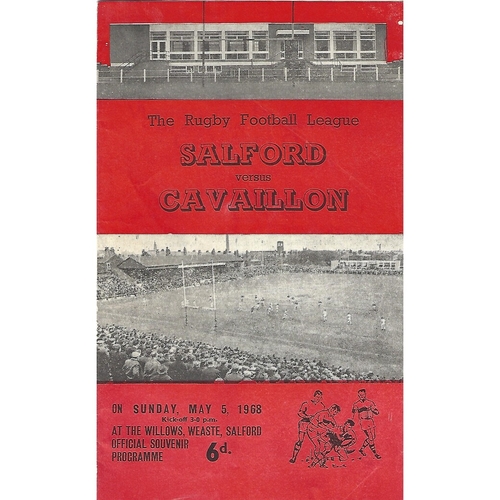 The Rugby Football League
SALFORD
versus
CAVAILLON
ON SUNDAY, MAY 5, 1968
Kick-off 3-0 p.m.
AT THE WILLOWS, WEASTE, SALFORD
OFFICIAL SOUVENIR
PROGRAMME 6d.